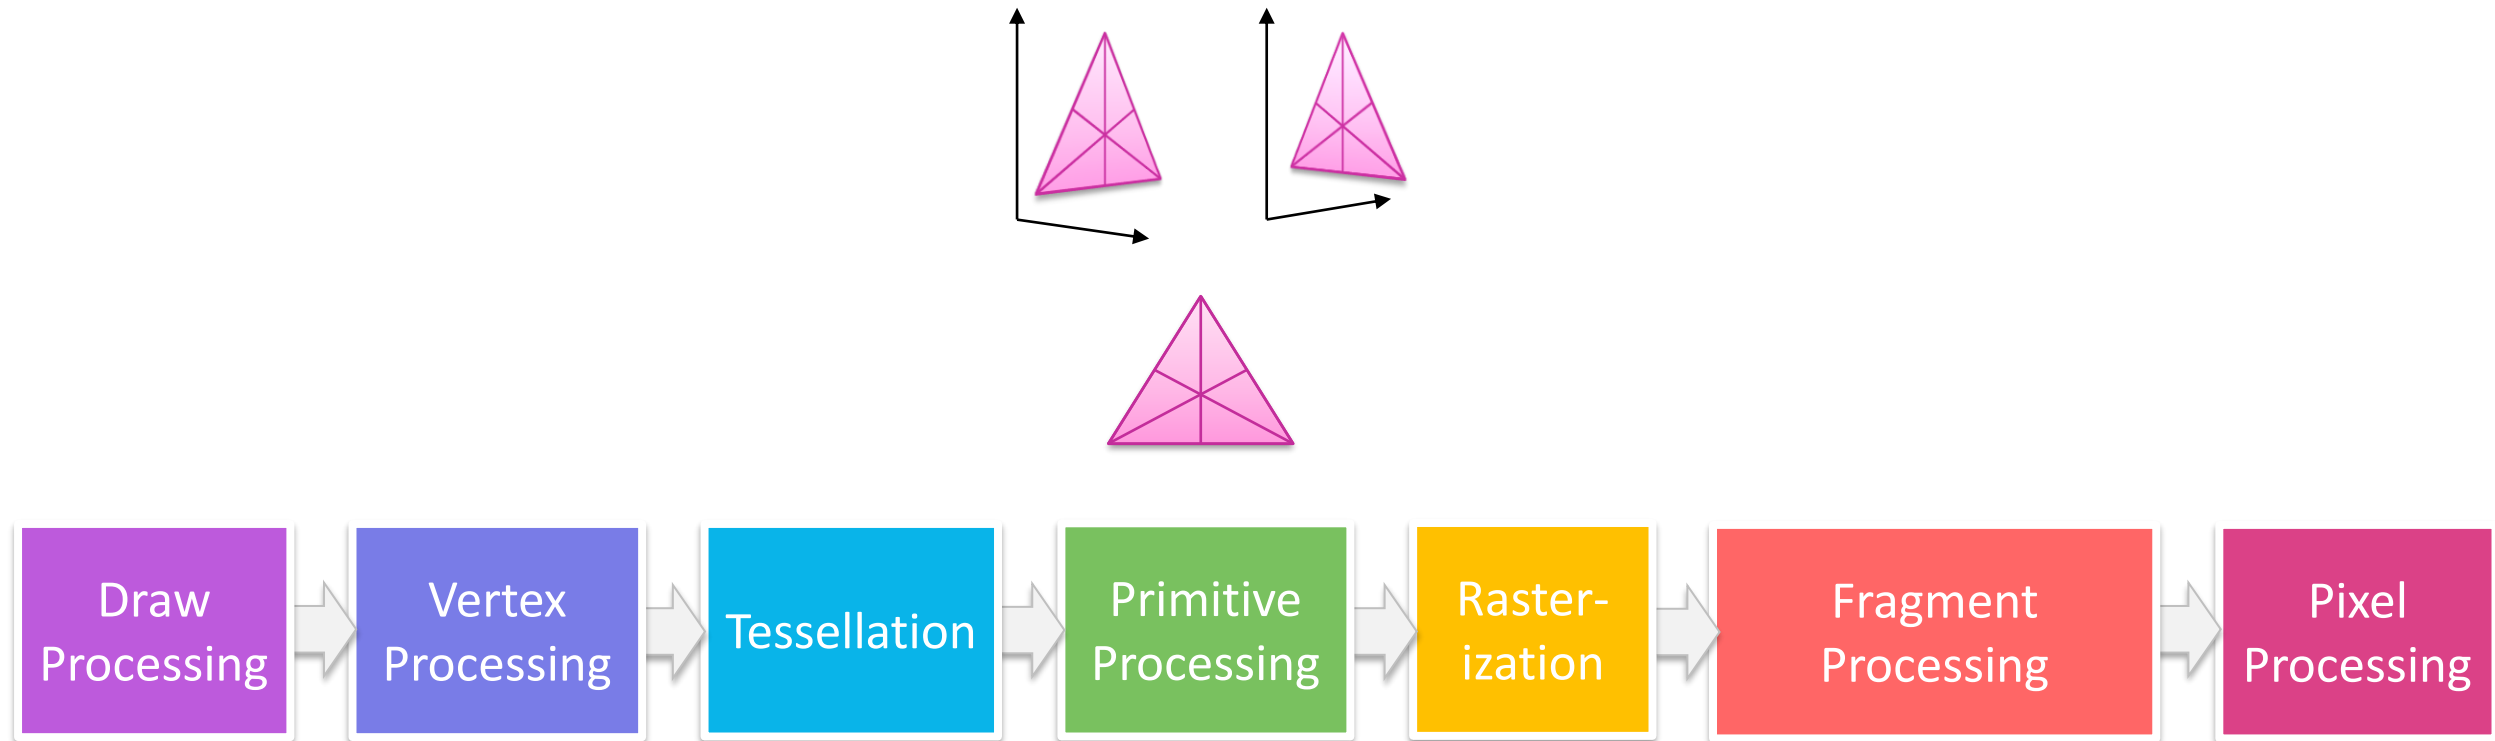 Draw
Processing
Vertex
Processing
Tessellation
Primitive
Processing
Raster-
ization
Fragment
Processing
Pixel
Processing